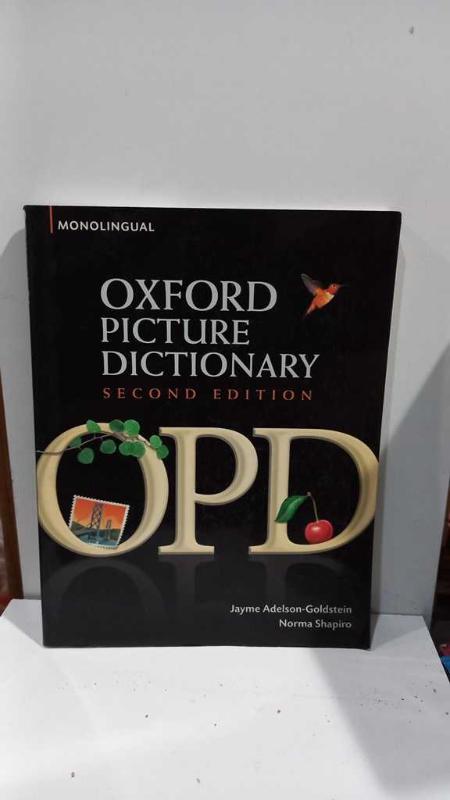 MONOLINGUAL
OXFORD
PICTURE
DICTIONARY
SECOND EDITION
OPD
Jayme Adelson-Goldstein
Norma Shapiro